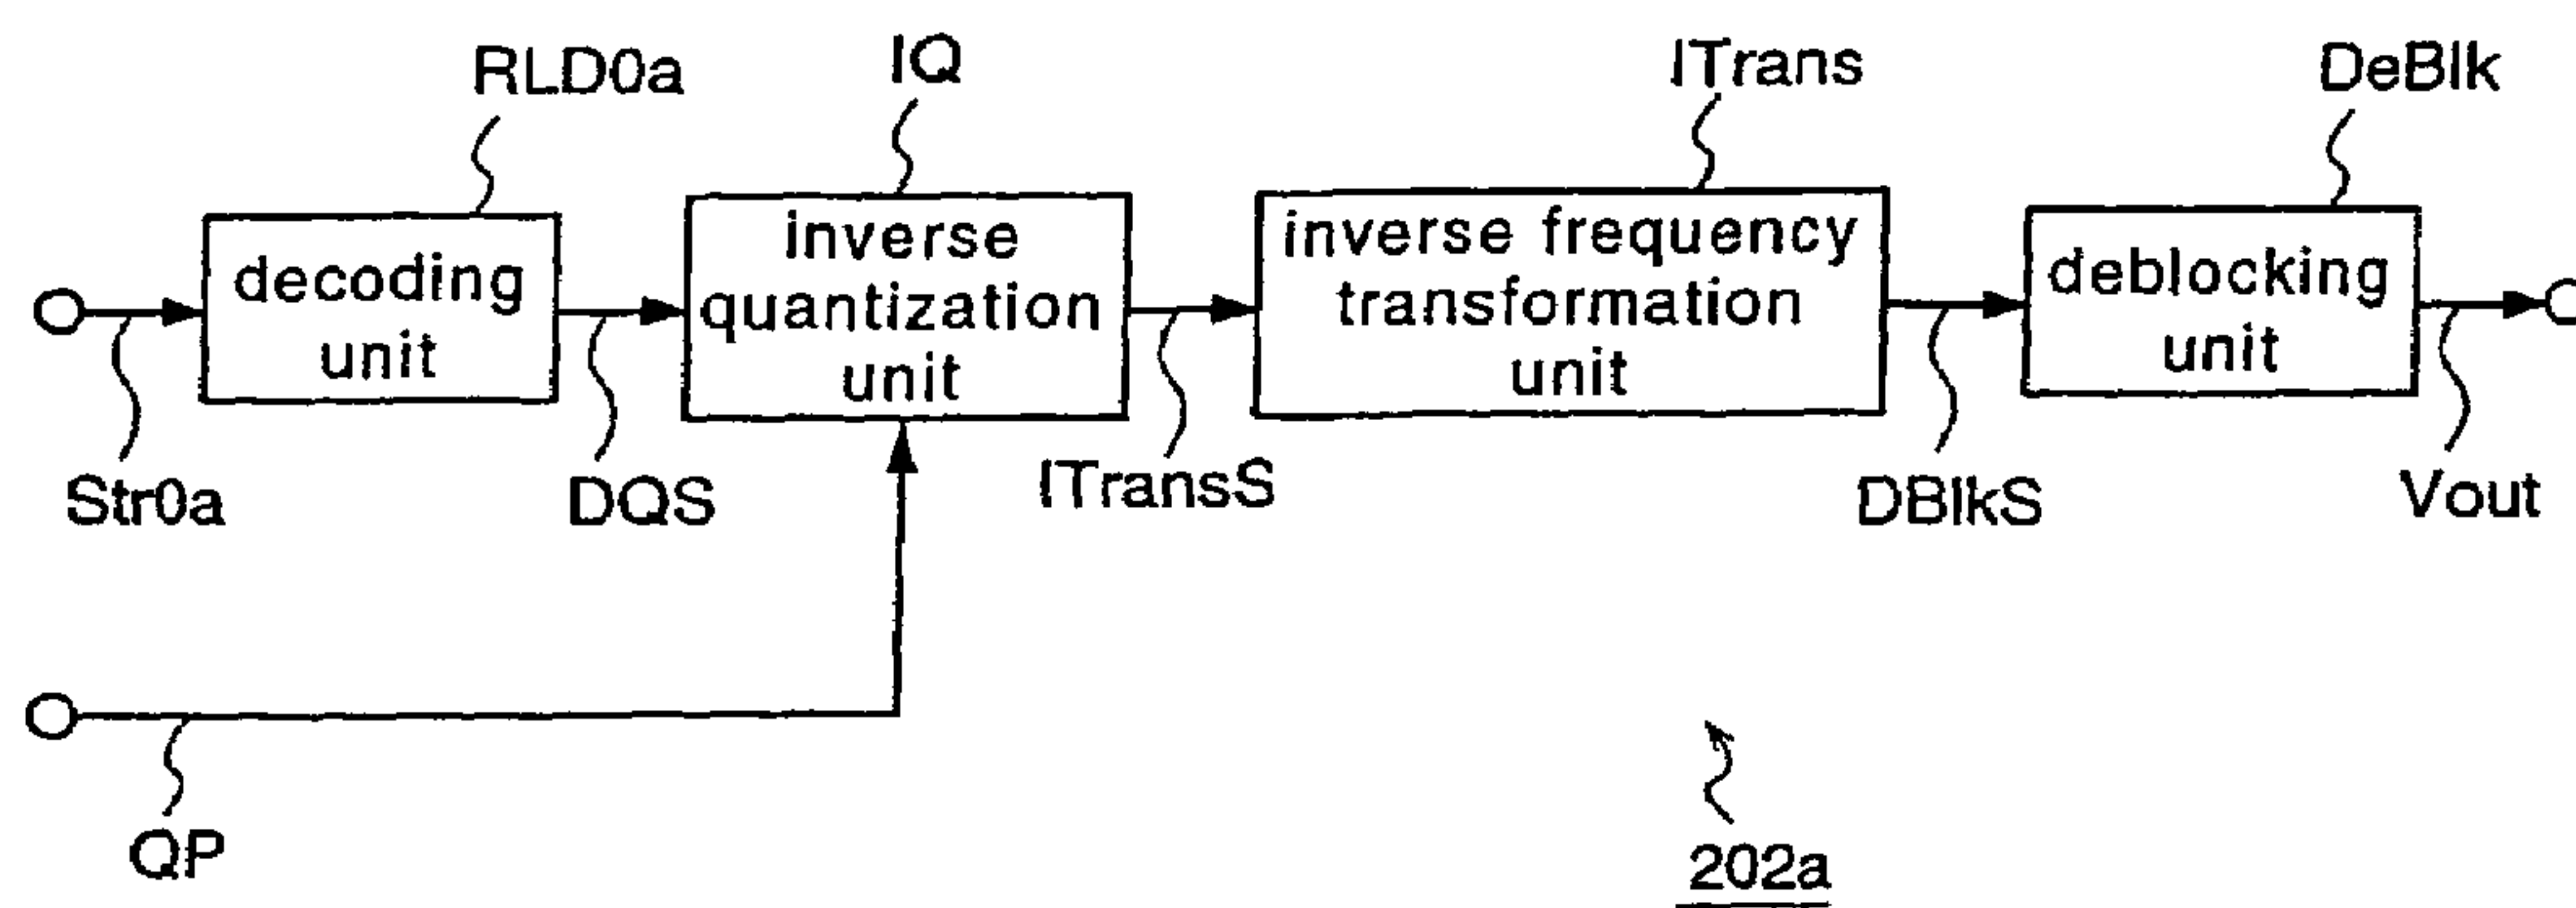 RLD0a
IQ
ITrans
DeBlk
decoding
unit
inverse
quantization
unit
inverse frequency
transformation
unit
deblocking
unit
Str0a
DQS
ITransS
DBlkS
Vout
QP
202a